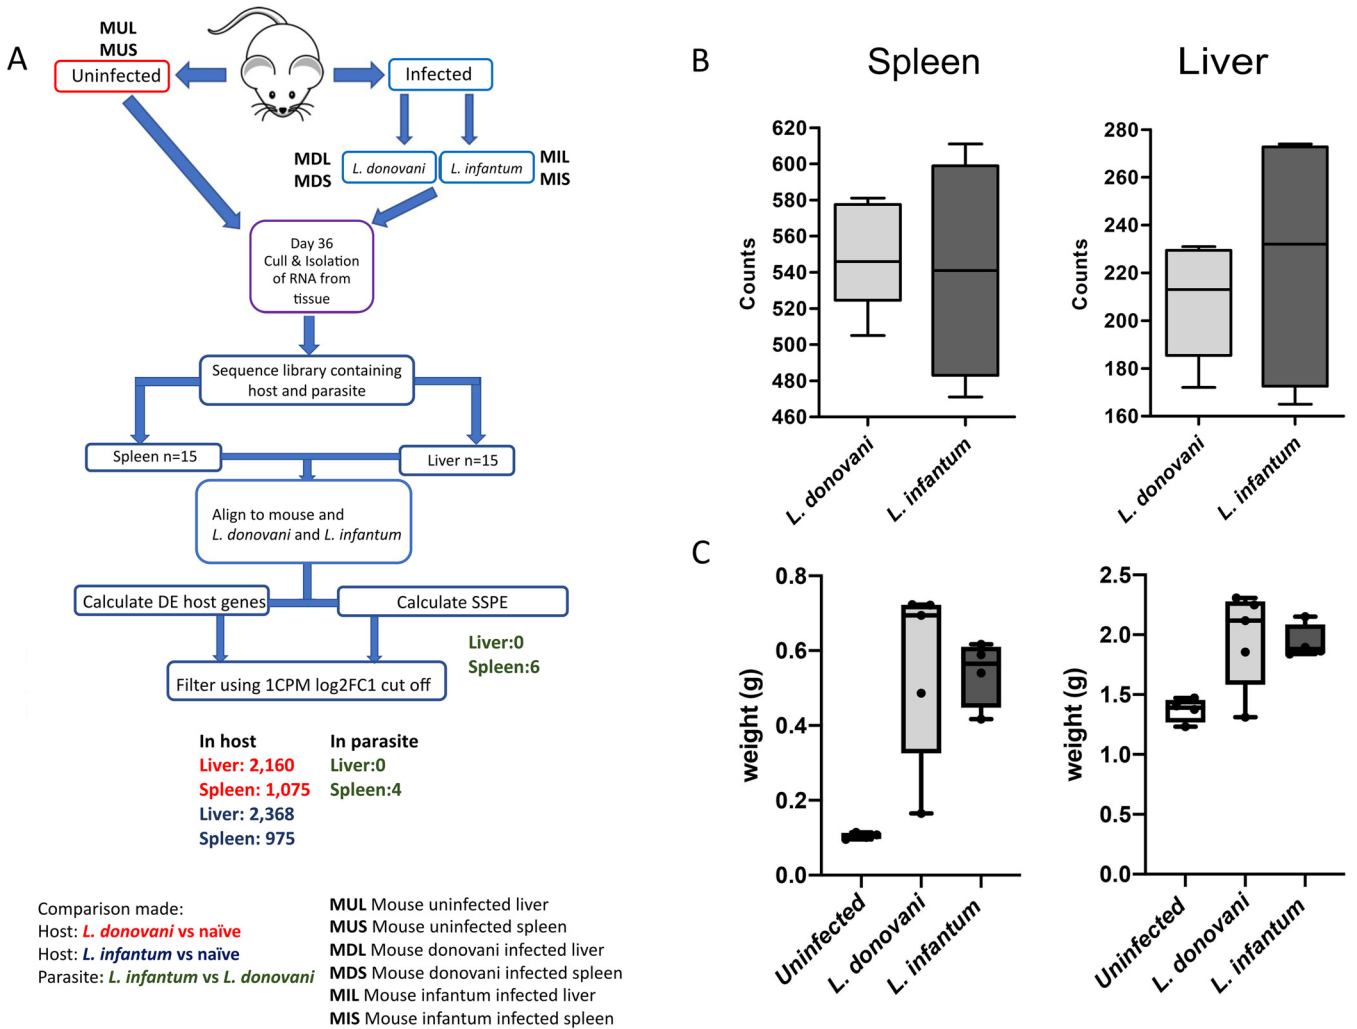 A
MUL
MUS
Uninfected
Infected
MDL
MDS
L. donovani
L. infantum
MIL
MIS
Day 36
Cull & Isolation
of RNA from
tissue
Sequence library containing
host and parasite
Spleen n=15
Liver n=15
Align to mouse and
L. donovani and L. infantum
Calculate DE host genes
Calculate SSPE
Liver:0
Spleen:6
Filter using 1CPM log2FC1 cut off
In host
Liver: 2,160
Spleen: 1,075
Liver: 2,368
Spleen: 975
In parasite
Liver:0
Spleen:4
Comparison made:
Host: L. donovani vs naïve
Host: L. infantum vs naïve
Parasite: L. infantum vs L. donovani
MUL Mouse uninfected liver
MUS Mouse uninfected spleen
MDL Mouse donovani infected liver
MDS Mouse donovani infected spleen
MIL Mouse infantum infected liver
MIS Mouse infantum infected spleen
B
Spleen
Counts
620
600
580
560
540
520
500
480
460
L. donovani
L. infantum
Liver
Counts
280
260
240
220
200
180
160
L. donovani
L. infantum
C
weight (g)
0.8
0.6
0.4
0.2
0.0
Uninfected
L. donovani
L. infantum
weight (g)
2.5
2.0
1.5
1.0
0.5
0.0
Uninfected
L. donovani
L. infantum